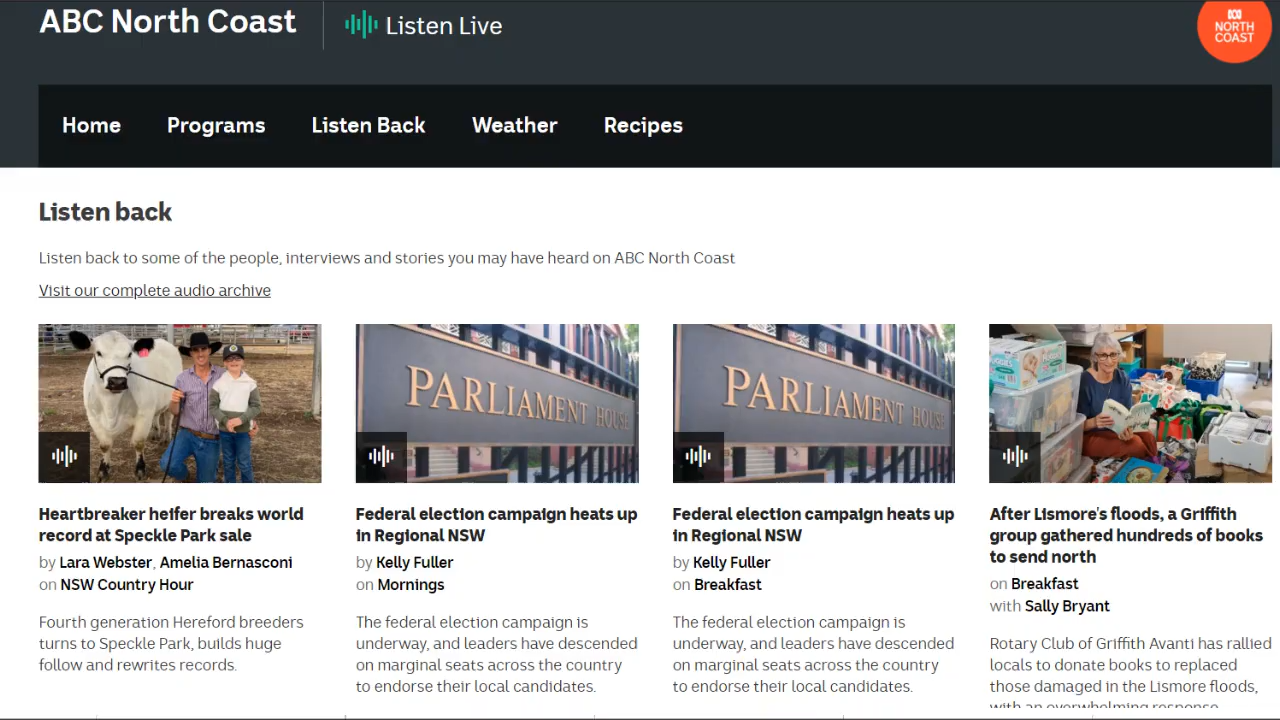 ABC North Coast
Listen Live
NORTH
COAST
Home
Programs
Listen Back
Weather
Recipes
Listen back
Listen back to some of the people, interviews and stories you may have heard on ABC North Coast
Visit our complete audio archive
PARLIAMENT HOUSE
PARLIAMENT HOUSE
Heartbreaker heifer breaks world
record at Speckle Park sale
by Lara Webster, Amelia Bernasconi
on NSW Country Hour
Fourth generation Hereford breeders
turns to Speckle Park, builds huge
follow and rewrites records.
Federal election campaign heats up
in Regional NSW
by Kelly Fuller
on Mornings
The federal election campaign is
underway, and leaders have descended
on marginal seats across the country
to endorse their local candidates.
Federal election campaign heats up
in Regional NSW
by Kelly Fuller
on Breakfast
The federal election campaign is
underway, and leaders have descended
on marginal seats across the country
to endorse their local candidates.
After Lismore's floods, a Griffith
group gathered hundreds of books
to send north
on Breakfast
with Sally Bryant
Rotary Club of Griffith Avanti has rallied
locals to donate books to replaced
those damaged in the Lismore floods,
with an overwhelming response